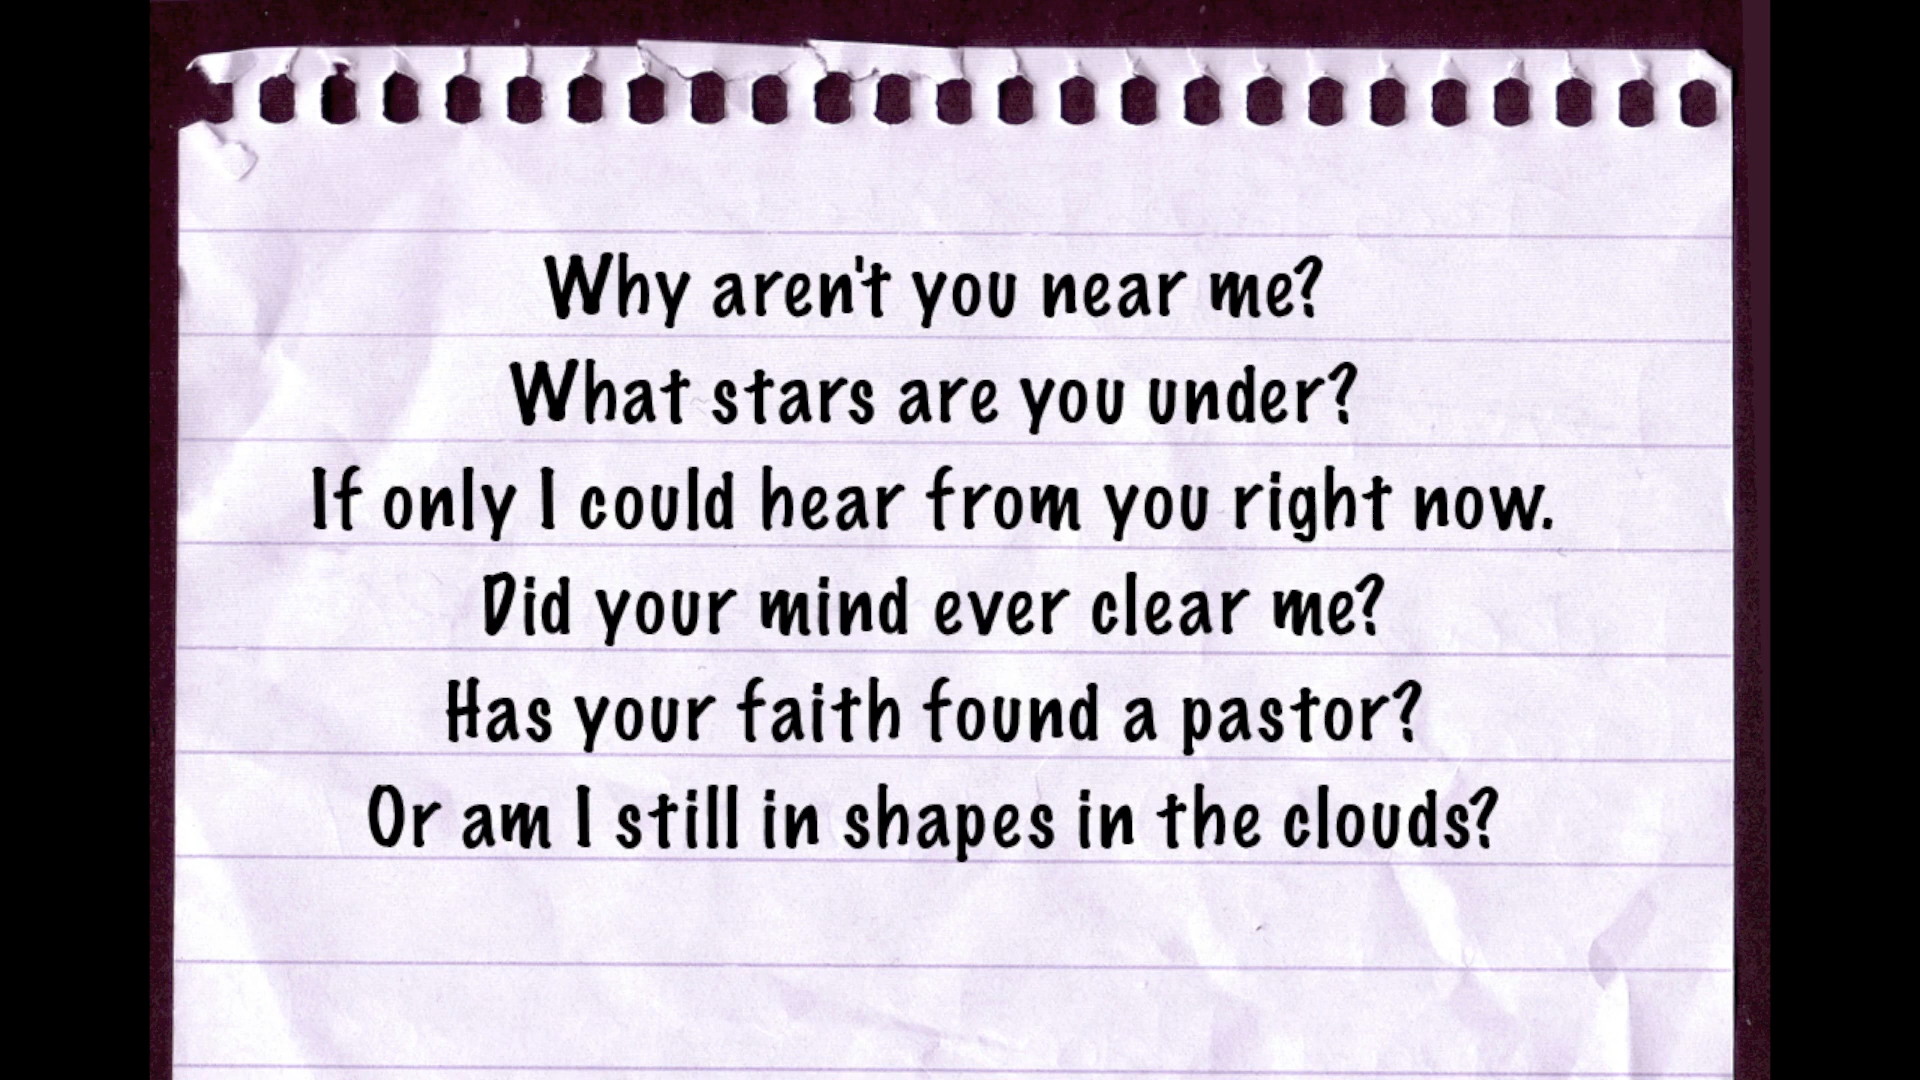 Why aren't you near me?
What stars are you under?
If only I could hear from you right now.
Did your mind ever clear me?
Has your faith found a pastor?
Or am I still in shapes in the clouds?